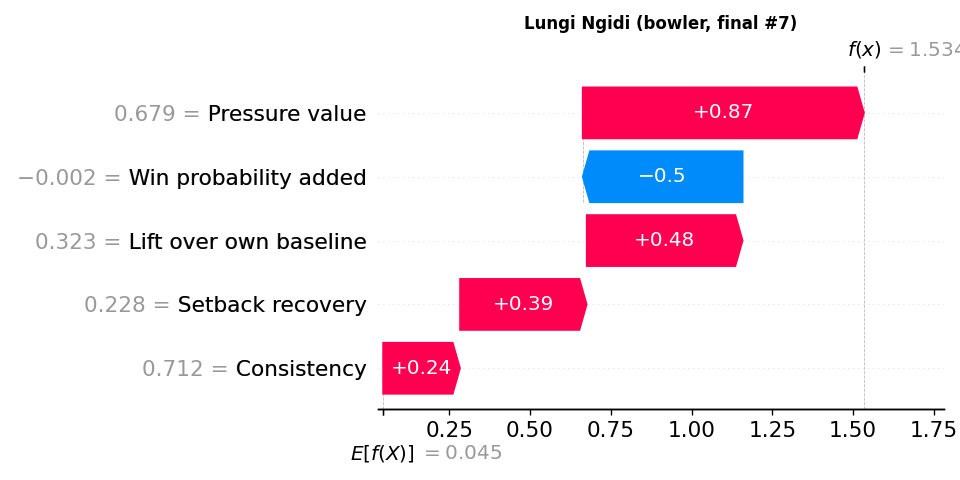 Lungi Ngidi (bowler, final #7)
f(x) = 1.534
0.679 = Pressure value
+0.87
−0.002 = Win probability added
−0.5
0.323 = Lift over own baseline
+0.48
0.228 = Setback recovery
+0.39
0.712 = Consistency
+0.24
0.25 0.50 0.75 1.00 1.25 1.50 1.75
E[f(X)] = 0.045